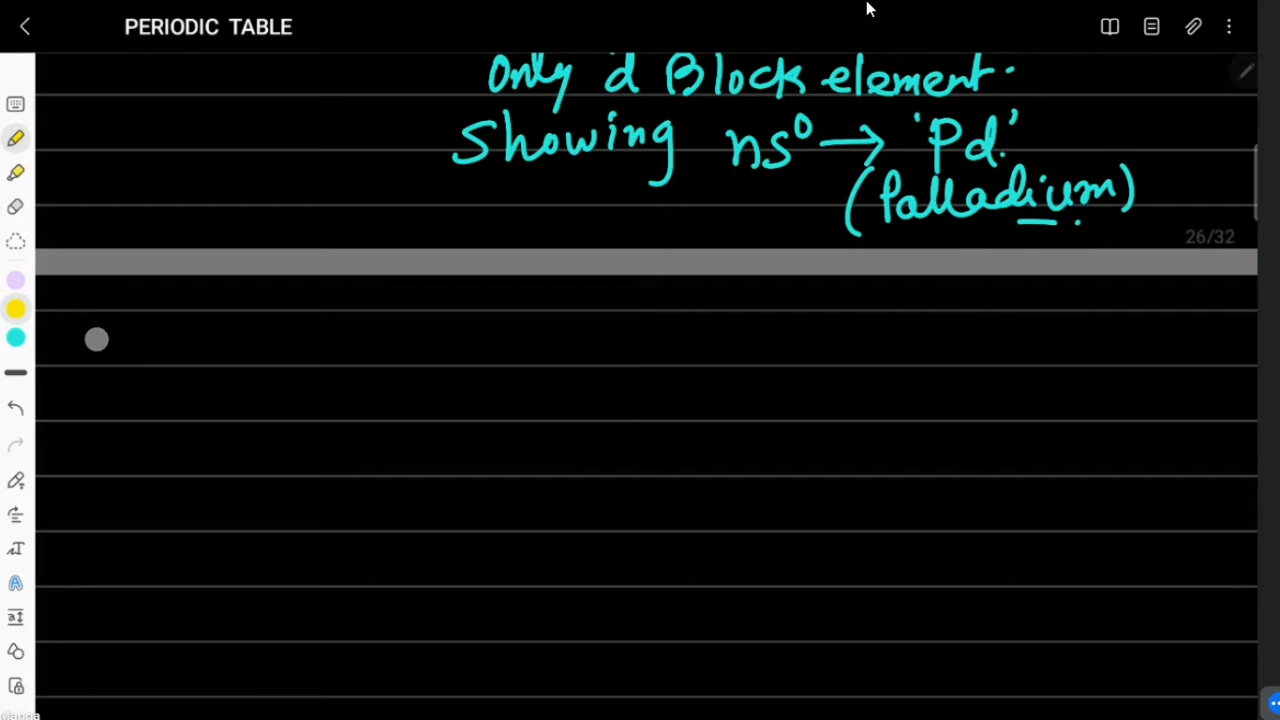 PERIODIC TABLE
Only d Block element.
Showing ns⁰ → 'Pd.'
(Palladium)
26/32